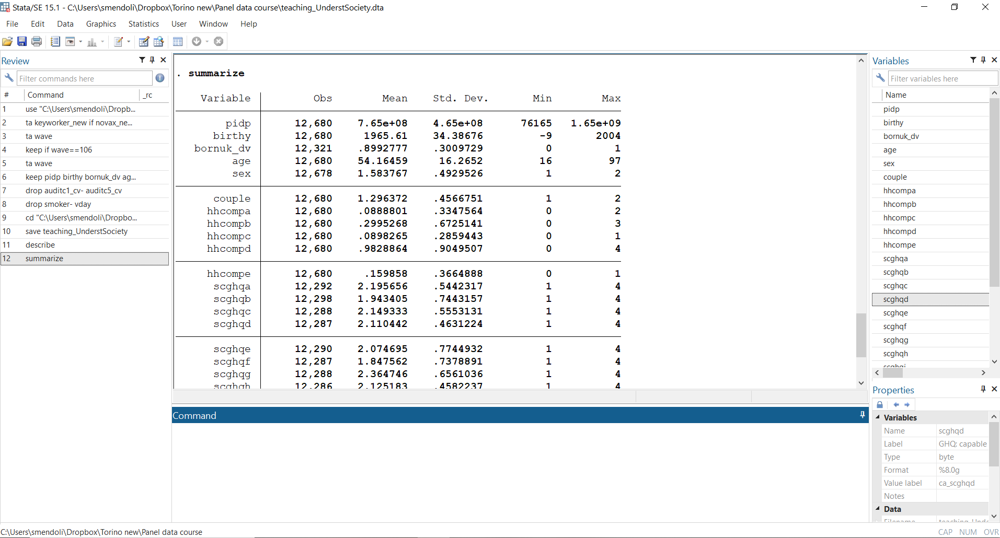 Stata/SE 15.1 - C:\Users\smendoli\Dropbox\Torino new\Panel data course\teaching_UnderstSociety.dta
File Edit Data Graphics Statistics User Window Help
Review
Filter commands here
# Command _rc
1 use "C:\Users\smendoli\Dropb...
2 ta keyworker_new if novax_ne...
3 ta wave
4 keep if wave==106
5 ta wave
6 keep pidp birthy bornuk_dv ag...
7 drop auditc1_cv- auditc5_cv
8 drop smoker- vday
9 cd "C:\Users\smendoli\Dropbo...
10 save teaching_UnderstSociety
11 describe
12 summarize
. summarize
Variable Obs Mean Std. Dev. Min Max
pidp 12,680 7.65e+08 4.65e+08 76165 1.65e+09
birthy 12,680 1965.61 34.38676 -9 2004
bornuk_dv 12,321 .8992777 .3009729 0 1
age 12,680 54.16459 16.2652 16 97
sex 12,678 1.583767 .4929526 1 2
couple 12,680 1.296372 .4566751 1 2
hhcompa 12,680 .0888801 .3347564 0 2
hhcompb 12,680 .2995268 .6725141 0 3
hhcompc 12,680 .0898265 .2859443 0 1
hhcompd 12,680 .9828864 .9049507 0 4
hhcompe 12,680 .159858 .3664888 0 1
scghqa 12,292 2.195656 .5442317 1 4
scghqb 12,298 1.943405 .7443157 1 4
scghqc 12,288 2.149333 .5553131 1 4
scghqd 12,287 2.110442 .4631224 1 4
scghqe 12,290 2.074695 .7744932 1 4
scghqf 12,287 1.847562 .7378891 1 4
scghqg 12,288 2.364746 .6561036 1 4
scghqh 12,286 2.125183 .4582237 1 4
Command
Variables
Filter variables here
Name
pidp
birthy
bornuk_dv
age
sex
couple
hhcompa
hhcompb
hhcompc
hhcompd
hhcompe
scghqa
scghqb
scghqc
scghqd
scghqe
scghqf
scghqg
scghqh
scghqi
Properties
Variables
Name scghqd
Label GHQ: capable
Type byte
Format %8.0g
Value label ca_scghqd
Notes
Data
Filename teaching_Unde
C:\Users\smendoli\Dropbox\Torino new\Panel data course
CAP NUM OVR